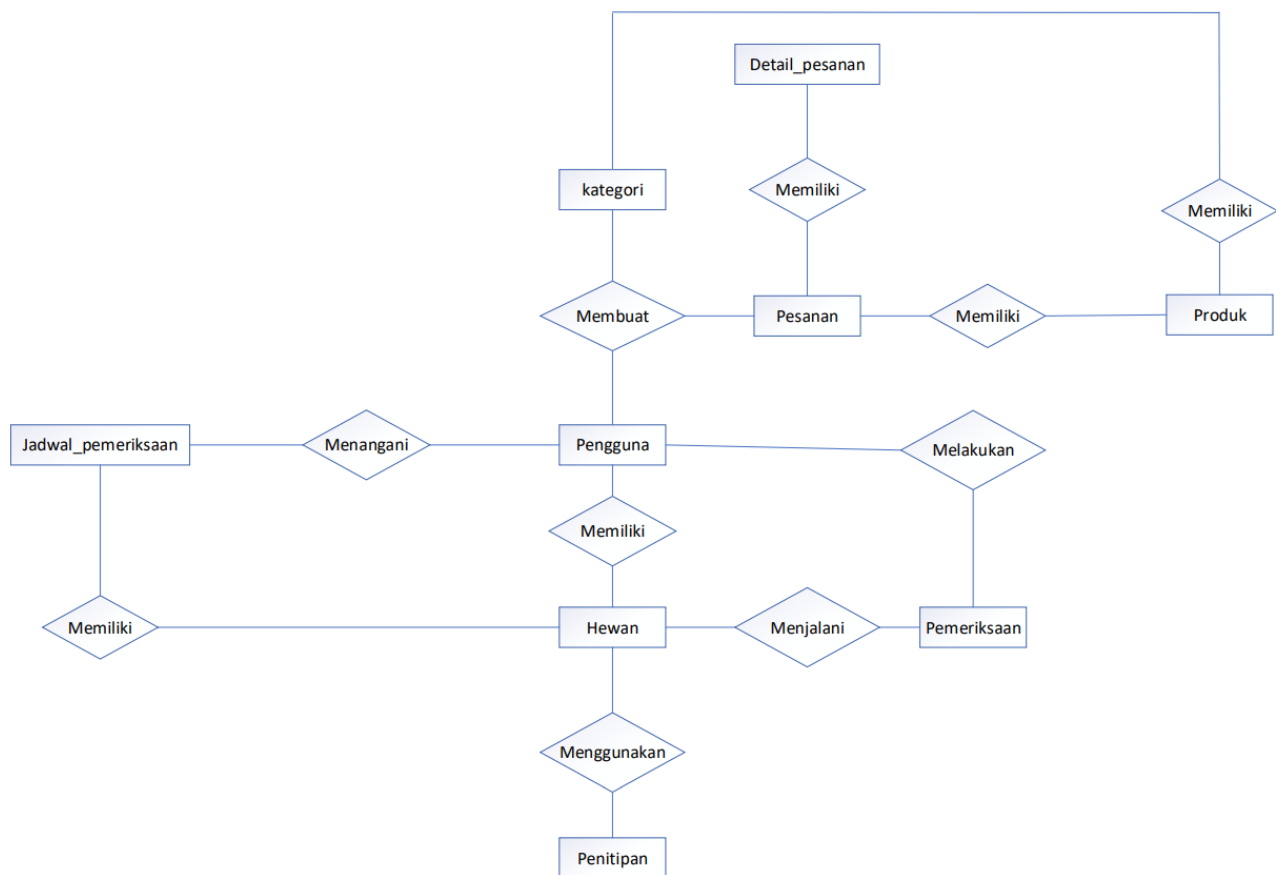 Detail_pesanan
kategori
Memiliki
Memiliki
Membuat
Pesanan
Memiliki
Produk
Jadwal_pemeriksaan
Menangani
Pengguna
Melakukan
Memiliki
Memiliki
Hewan
Menjalani
Pemeriksaan
Menggunakan
Penitipan